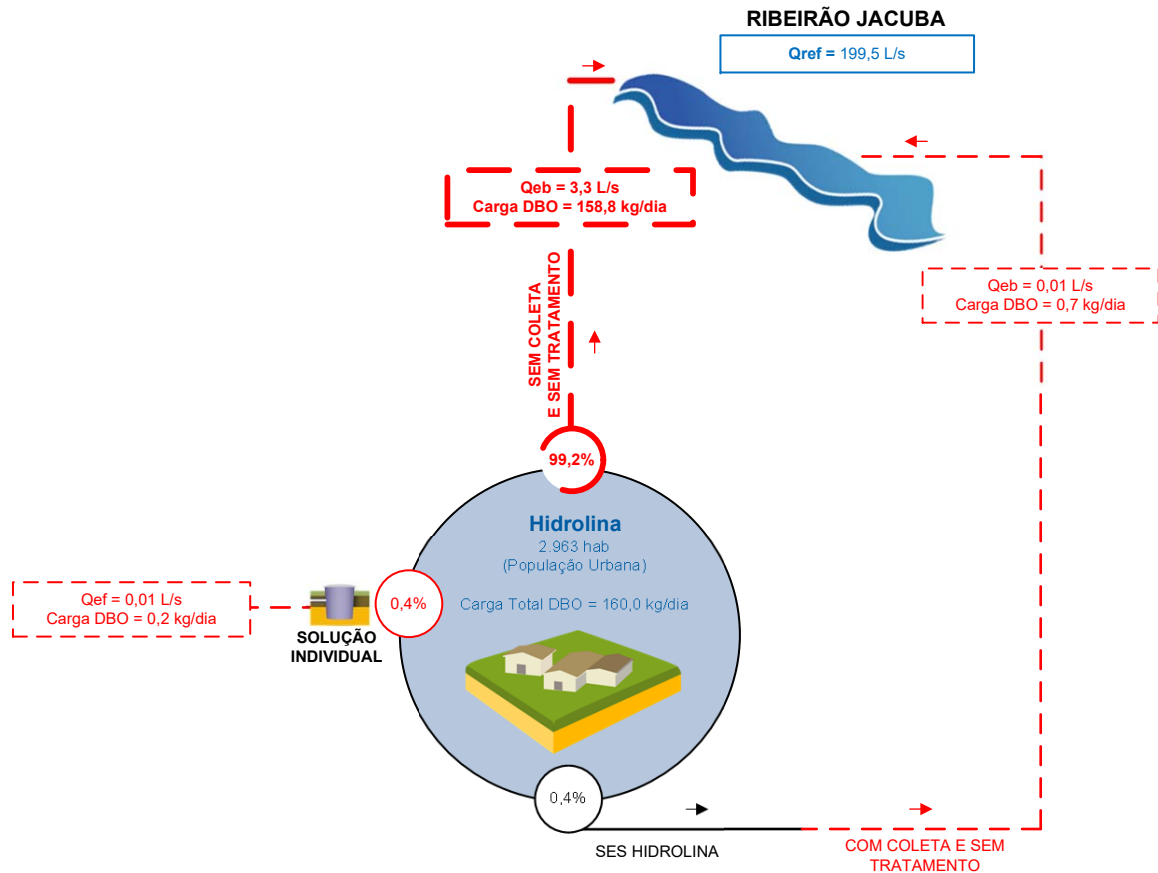 RIBEIRÃO JACUBA
Qref = 199,5 L/s
Qeb = 3,3 L/s
Carga DBO = 158,8 kg/dia
Qeb = 0,01 L/s
Carga DBO = 0,7 kg/dia
SEM COLETA
E SEM TRATAMENTO
99,2%
Hidrolina
2.963 hab
(População Urbana)
Carga Total DBO = 160,0 kg/dia
Qef = 0,01 L/s
Carga DBO = 0,2 kg/dia
0,4%
SOLUÇÃO
INDIVIDUAL
0,4%
SES HIDROLINA
COM COLETA E SEM
TRATAMENTO